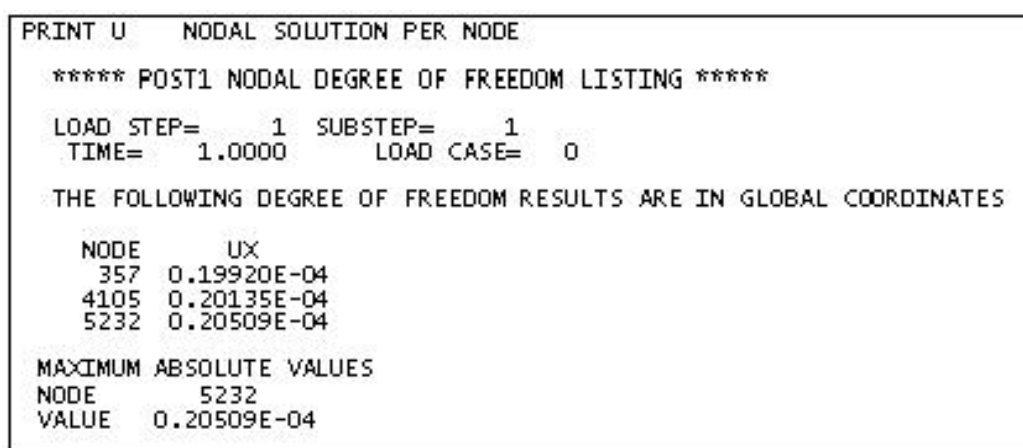 PRINT U NODAL SOLUTION PER NODE
***** POST1 NODAL DEGREE OF FREEDOM LISTING *****
LOAD STEP= 1 SUBSTEP= 1
TIME= 1.0000 LOAD CASE= 0
THE FOLLOWING DEGREE OF FREEDOM RESULTS ARE IN GLOBAL COORDINATES
NODE UX
357 0.19920E-04
4105 0.20135E-04
5232 0.20509E-04
MAXIMUM ABSOLUTE VALUES
NODE 5232
VALUE 0.20509E-04